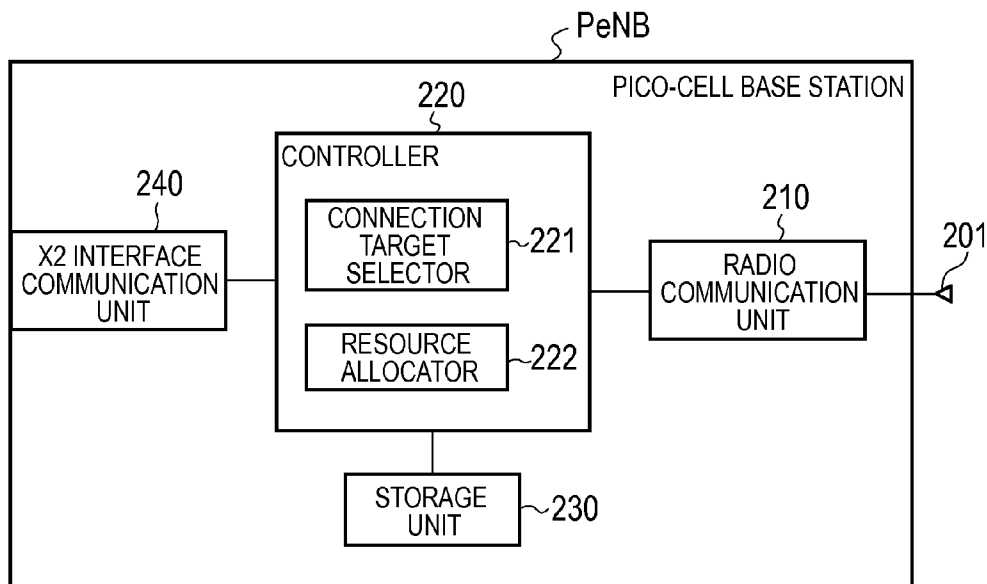 PeNB
PICO-CELL BASE STATION
220
CONTROLLER
240
X2 INTERFACE
COMMUNICATION
UNIT
CONNECTION
TARGET
SELECTOR
221
RESOURCE
ALLOCATOR
222
210
RADIO
COMMUNICATION
UNIT
201
STORAGE
UNIT
230